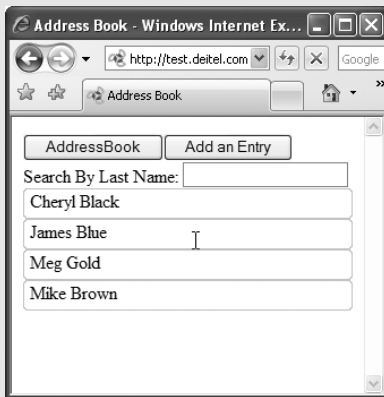 Address Book - Windows Internet Ex...
http://test.deitel.com
Google
Address Book
»
AddressBook
Add an Entry
Search By Last Name:
Cheryl Black
James Blue
Meg Gold
Mike Brown